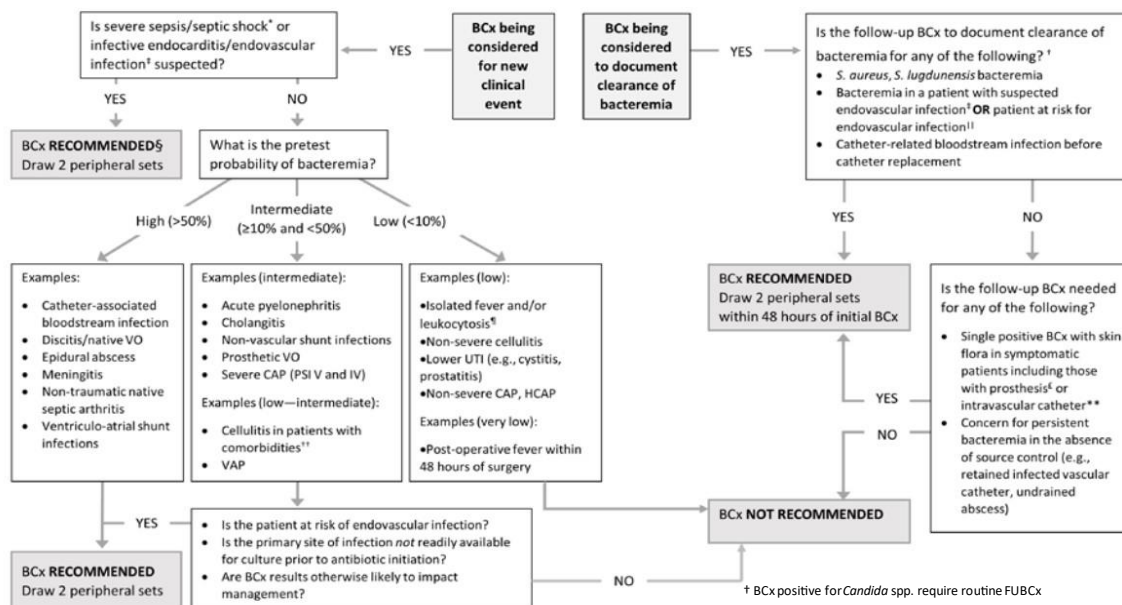 Is severe sepsis/septic shock* or
infective endocarditis/endovascular
infection‡ suspected?
YES
BCx being
considered
for new
clinical
event
BCx being
considered
to document
clearance of
bacteremia
YES
Is the follow-up BCx to document clearance of
bacteremia for any of the following? †
• S. aureus, S. lugdunensis bacteremia
• Bacteremia in a patient with suspected
endovascular infection‡ OR patient at risk for
endovascular infection||
• Catheter-related bloodstream infection before
catheter replacement
YES
NO
BCx RECOMMENDED§
Draw 2 peripheral sets
What is the pretest
probability of bacteremia?
High (>50%)
Intermediate
(≥10% and <50%)
Low (<10%)
YES
NO
Examples:
• Catheter-associated
bloodstream infection
• Discitis/native VO
• Epidural abscess
• Meningitis
• Non-traumatic native
septic arthritis
• Ventriculo-atrial shunt
infections
Examples (intermediate):
• Acute pyelonephritis
• Cholangitis
• Non-vascular shunt infections
• Prosthetic VO
• Severe CAP (PSI V and IV)
Examples (low—intermediate):
• Cellulitis in patients with
comorbidities††
• VAP
Examples (low):
•Isolated fever and/or
leukocytosis¶
•Non-severe cellulitis
•Lower UTI (e.g., cystitis,
prostatitis)
•Non-severe CAP, HCAP
Examples (very low):
•Post-operative fever within
48 hours of surgery
BCx RECOMMENDED
Draw 2 peripheral sets
within 48 hours of initial BCx
Is the follow-up BCx needed
for any of the following?
• Single positive BCx with skin
flora in symptomatic
patients including those
with prosthesis£ or
intravascular catheter**
• Concern for persistent
bacteremia in the absence
of source control (e.g.,
retained infected vascular
catheter, undrained
abscess)
YES
NO
BCx NOT RECOMMENDED
YES
BCx RECOMMENDED
Draw 2 peripheral sets
• Is the patient at risk of endovascular infection?
• Is the primary site of infection not readily available
for culture prior to antibiotic initiation?
• Are BCx results otherwise likely to impact
management?
NO
† BCx positive for Candida spp. require routine FUBCx